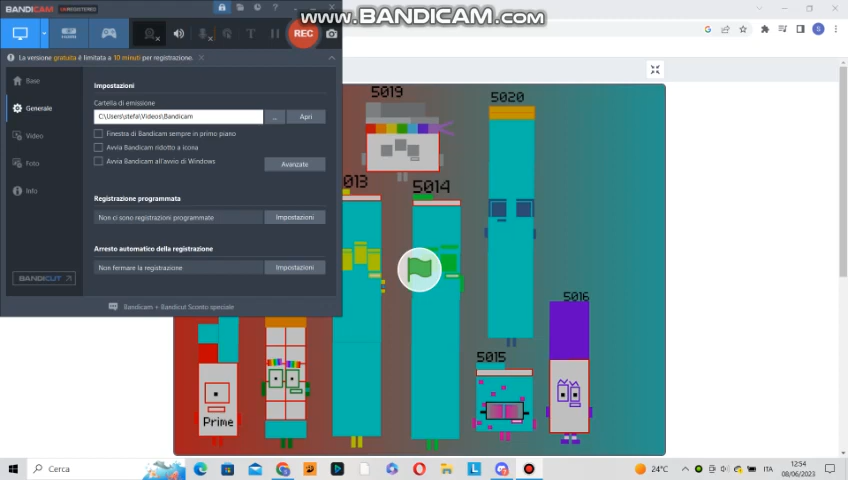 BANDICAM UNREGISTERED
www.BANDICAM.com
REC
La versione gratuita è limitata a 10 minuti per registrazione.
Base
Generale
Video
Foto
Info
BANDICUT
Impostazioni
Cartella di emissione
C:\Users\stefa\Videos\Bandicam
...
Apri
Finestra di Bandicam sempre in primo piano
Avvia Bandicam ridotto a icona
Avvia Bandicam all'avvio di Windows
Avanzate
Registrazione programmata
Non ci sono registrazioni programmate
Impostazioni
Arresto automatico della registrazione
Non fermare la registrazione
Impostazioni
Bandicam + Bandicut Sconto speciale
S
5019
5020
013
5014
5015
5016
Prime
Cerca
24°C
ITA
12:54
08/06/2023